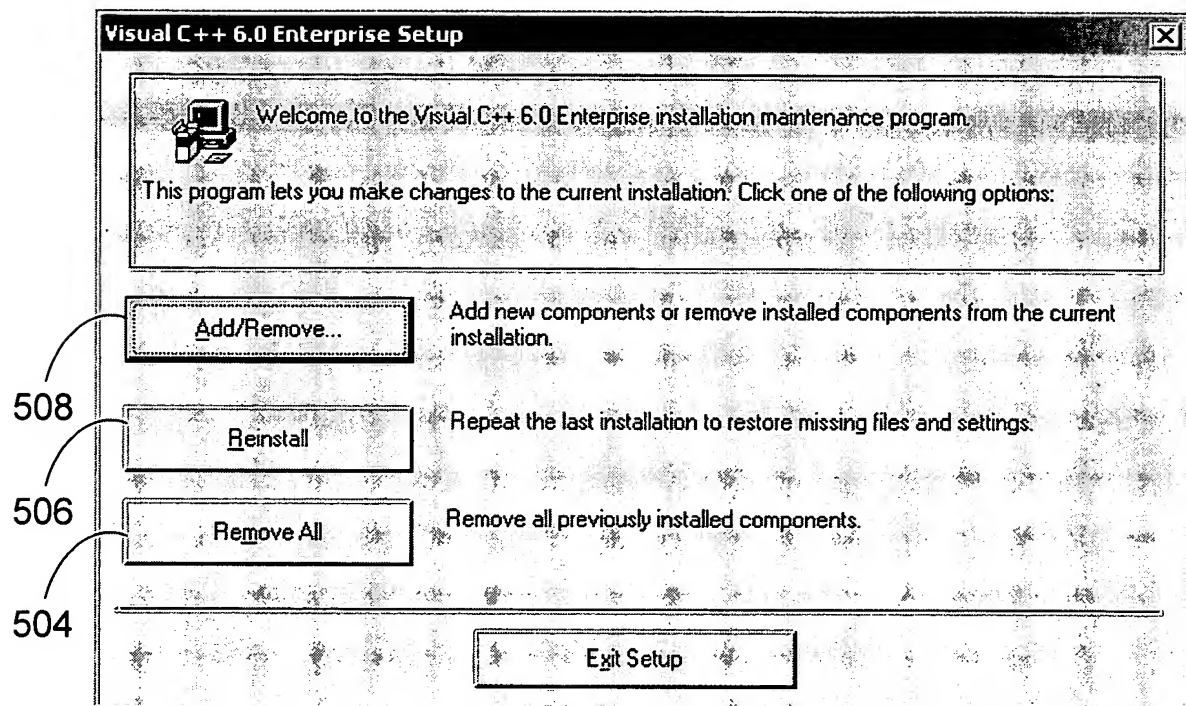 Visual C++ 6.0 Enterprise Setup
Welcome to the Visual C++ 6.0 Enterprise installation maintenance program.
This program lets you make changes to the current installation. Click one of the following options:
508
Add/Remove...
Add new components or remove installed components from the current
installation.
506
Reinstall
Repeat the last installation to restore missing files and settings.
504
Remove All
Remove all previously installed components.
Exit Setup